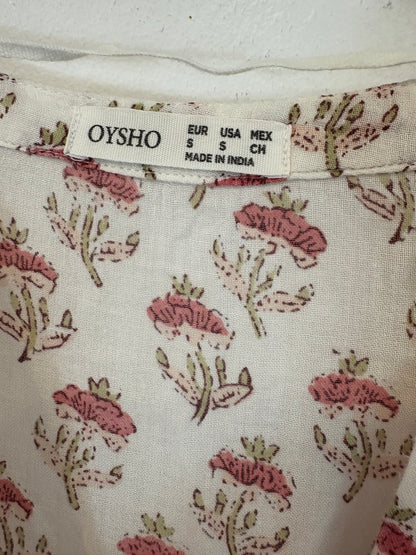 OYSHO
EUR USA MEX
S S CH
MADE IN INDIA